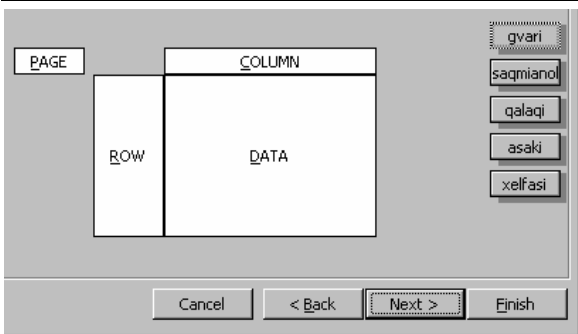 gvari
PAGE COLUMN
saqmianol
qalaqi
ROW DATA asaki
xelfasi
Cancel < Back Next > Finish